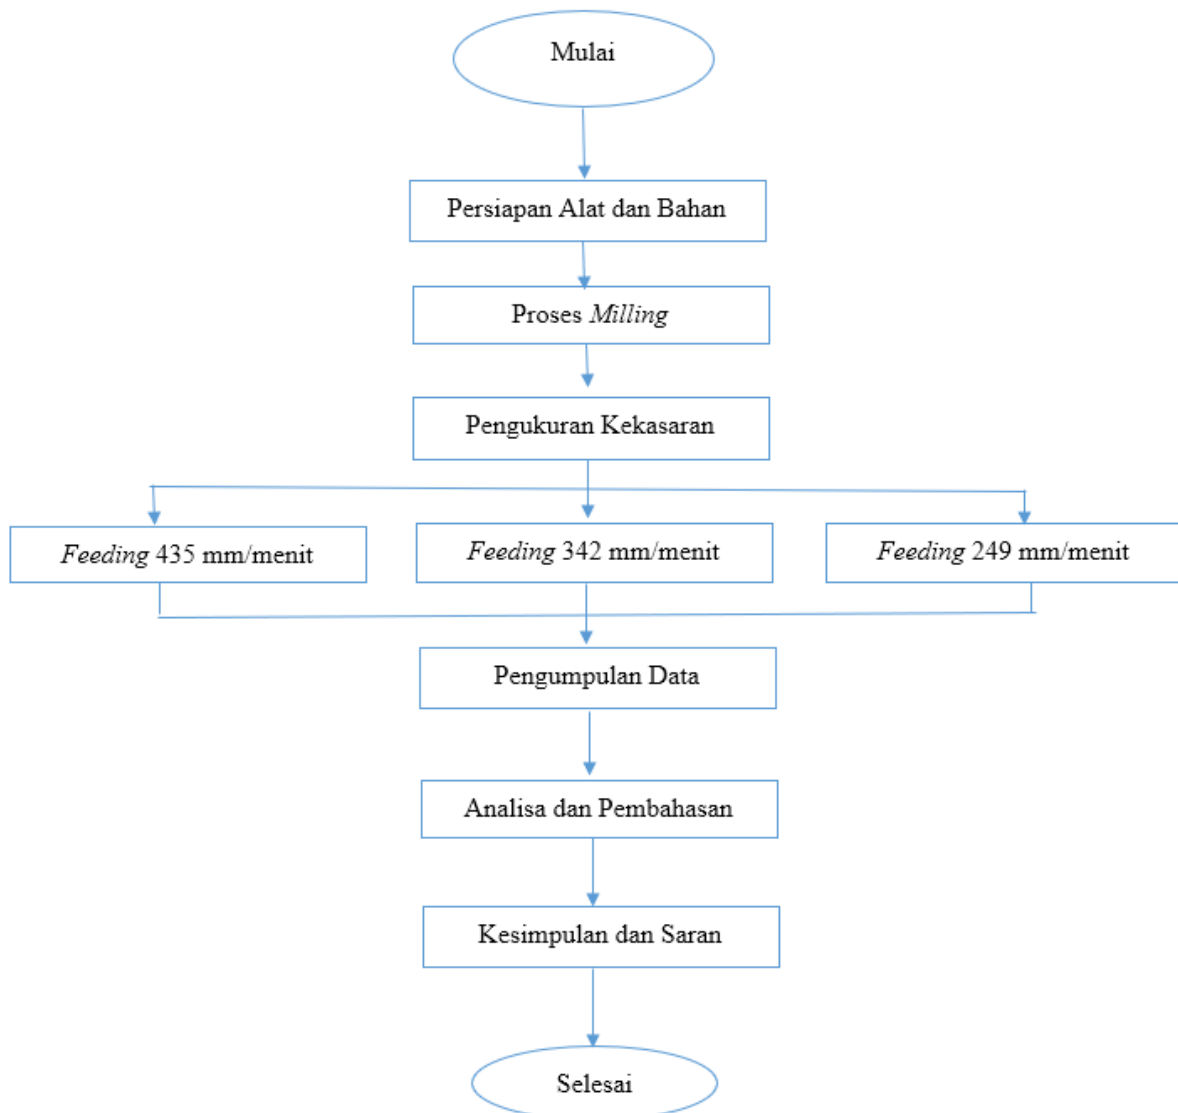 Mulai
Persiapan Alat dan Bahan
Proses Milling
Pengukuran Kekasaran
Feeding 435 mm/menit
Feeding 342 mm/menit
Feeding 249 mm/menit
Pengumpulan Data
Analisa dan Pembahasan
Kesimpulan dan Saran
Selesai